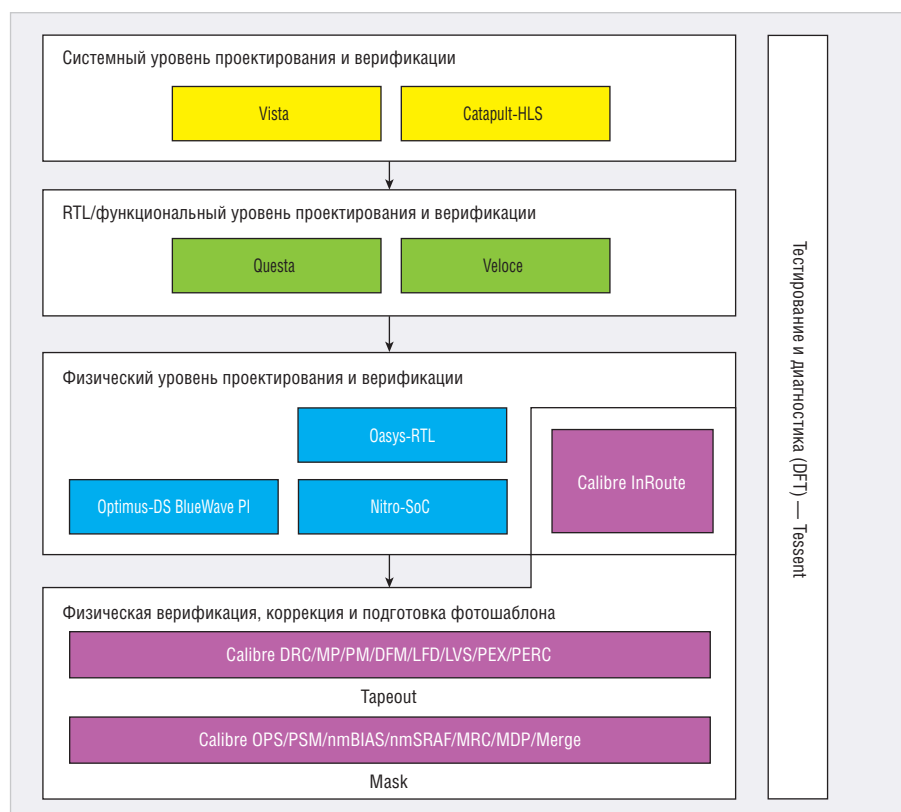 Системный уровень проектирования и верификации
Vista
Catapult-HLS
RTL/функциональный уровень проектирования и верификации
Questa
Veloce
Физический уровень проектирования и верификации
Oasys-RTL
Calibre InRoute
Optimus-DS BlueWave PI
Nitro-SoC
Физическая верификация, коррекция и подготовка фотошаблона
Calibre DRC/MP/PM/DFM/LFD/LVS/PEX/PERC
Tapeout
Calibre OPS/PSM/nmBIAS/nmSRAF/MRC/MDP/Merge
Mask
Тестирование и диагностика (DFT) — Tessent